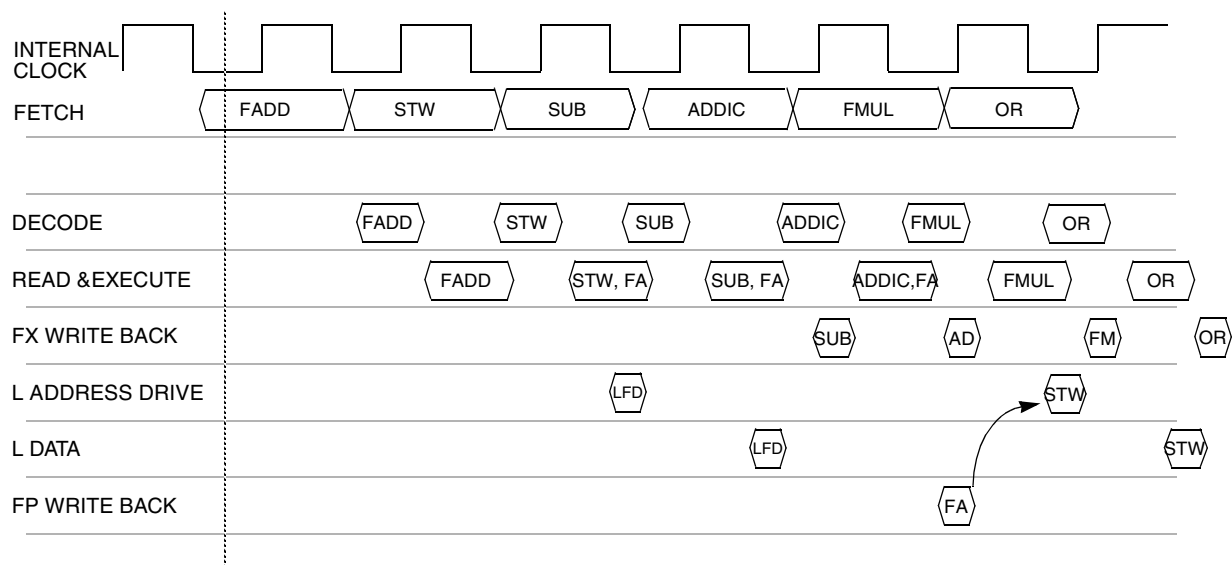 INTERNAL
CLOCK
FETCH FADD STW SUB ADDIC FMUL OR
DECODE FADD STW SUB ADDIC FMUL OR
READ &EXECUTE FADD STW, FA SUB, FA ADDIC,FA FMUL OR
FX WRITE BACK SUB AD FM OR
L ADDRESS DRIVE LFD STW
L DATA LFD STW
FP WRITE BACK FA